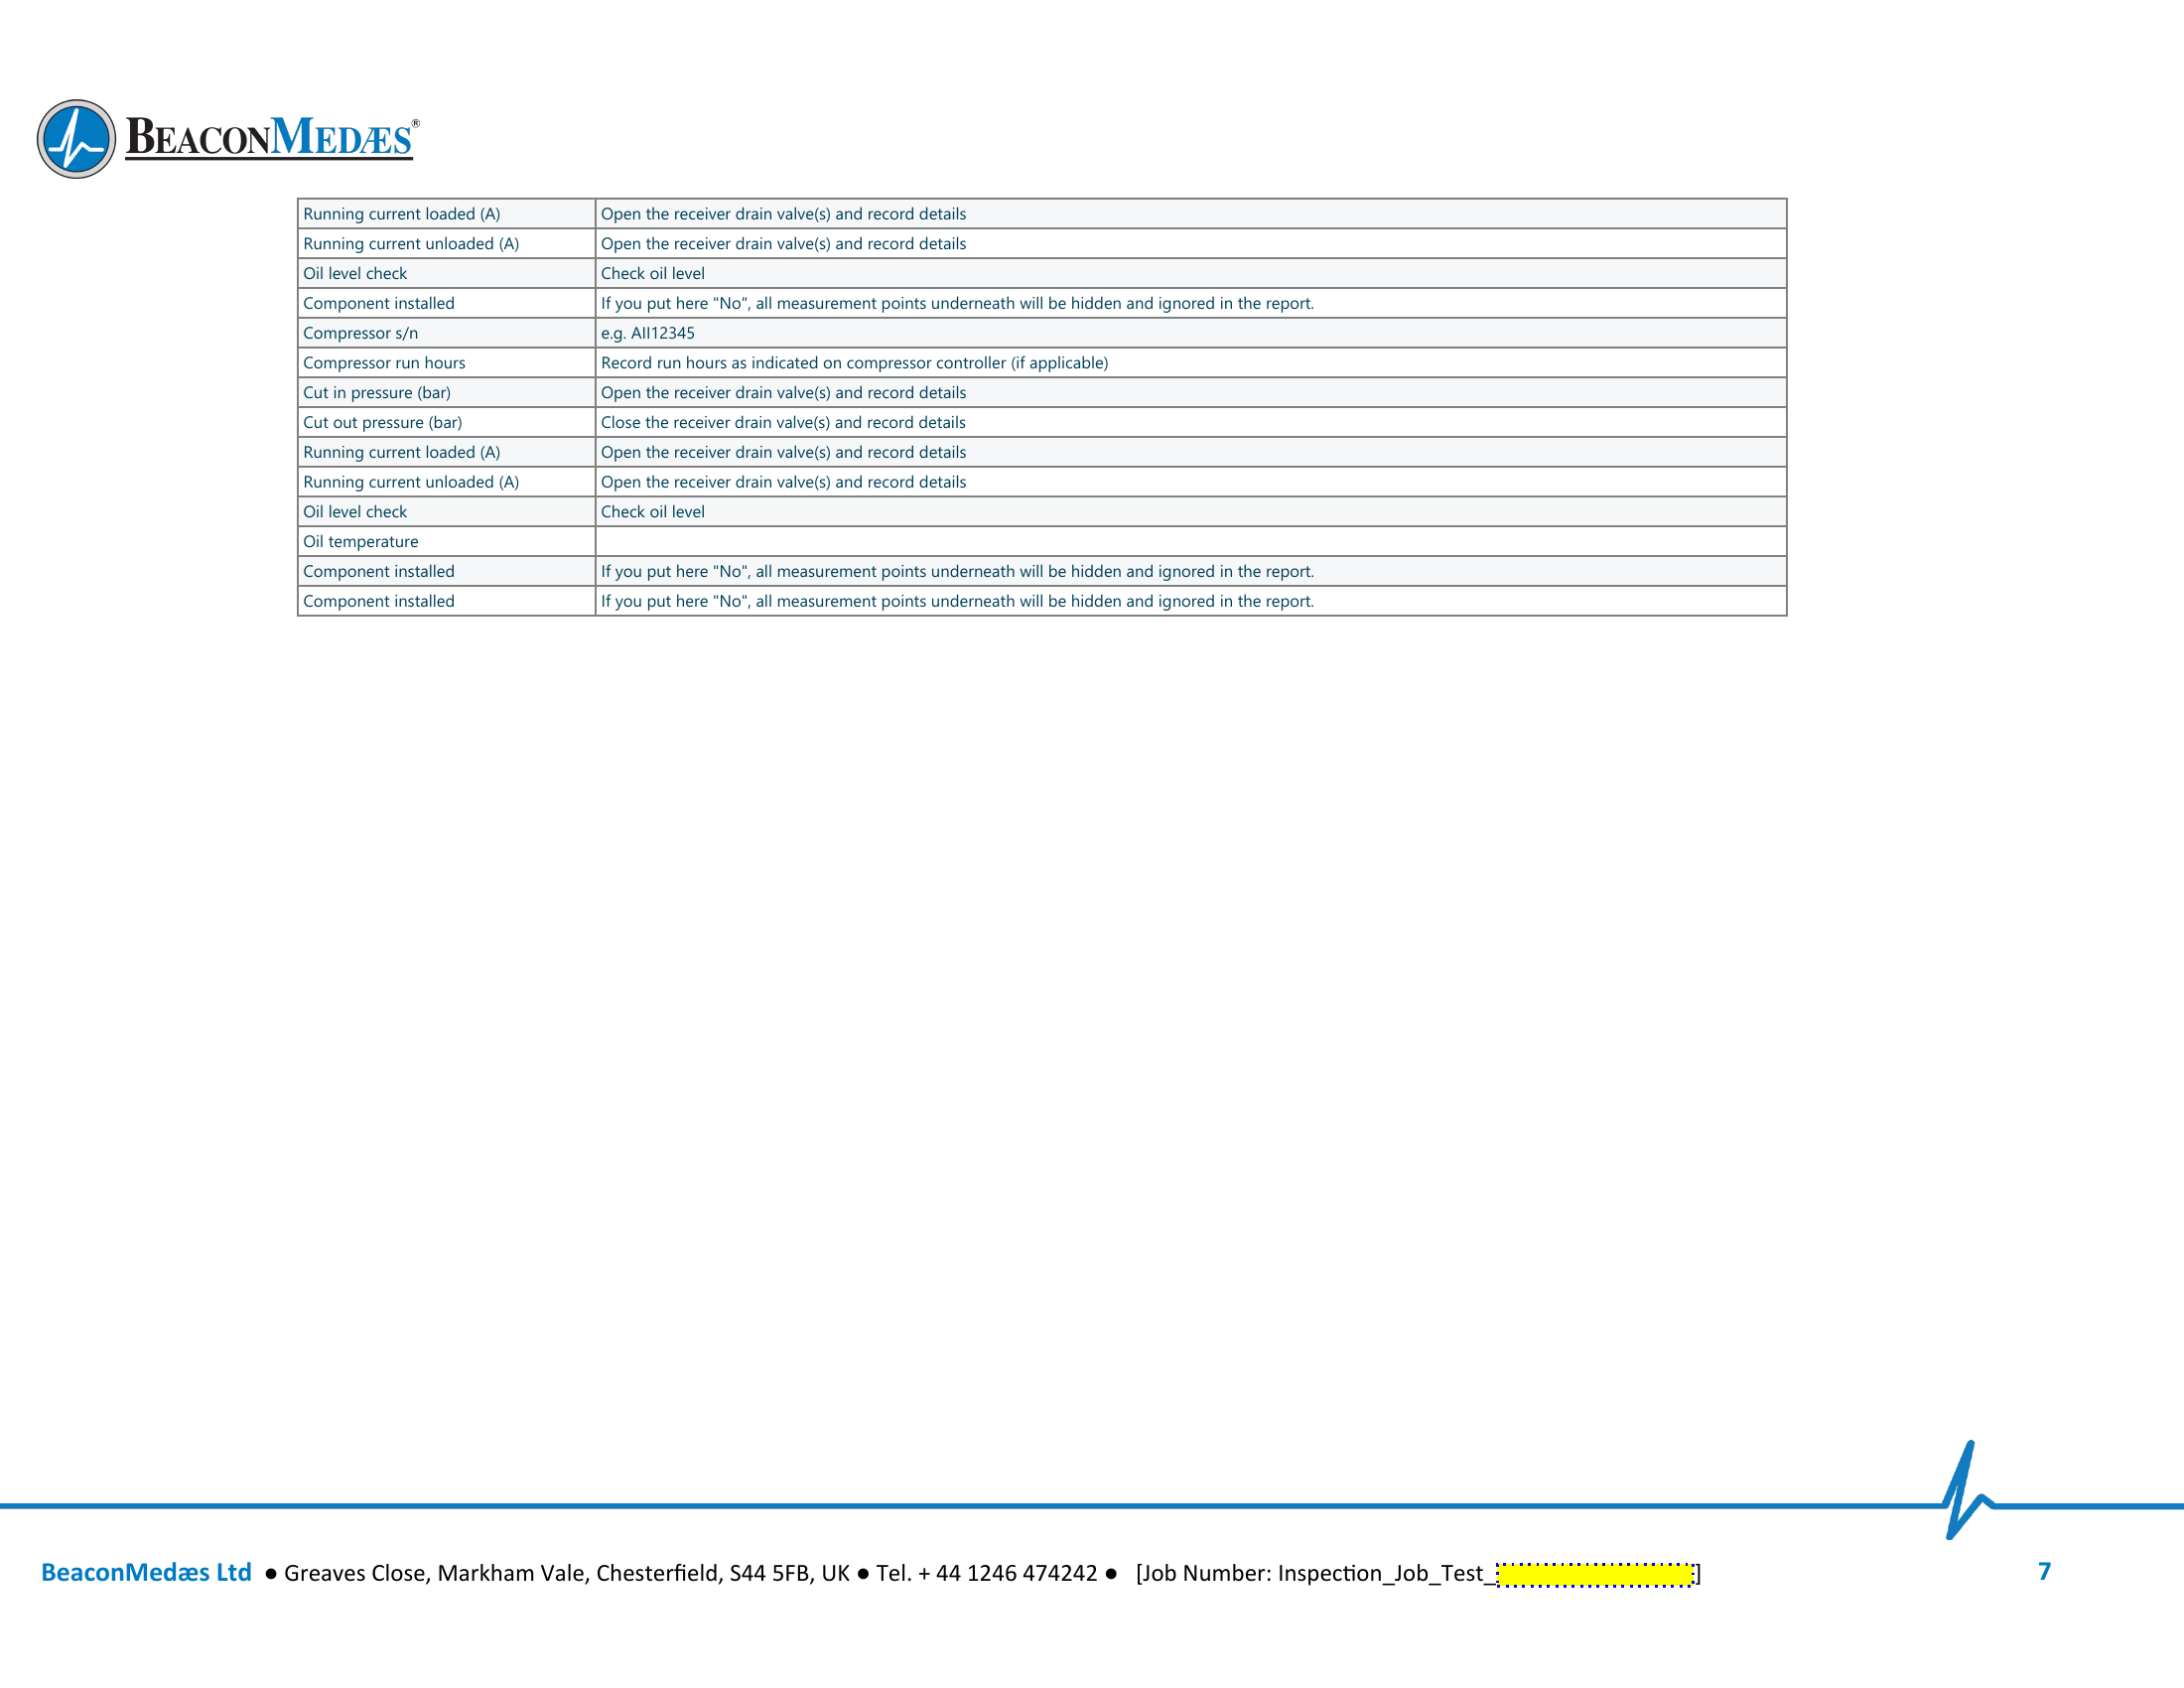 BEACONMEDÆS®
Running current loaded (A) Open the receiver drain valve(s) and record details
Running current unloaded (A) Open the receiver drain valve(s) and record details
Oil level check Check oil level
Component installed If you put here "No", all measurement points underneath will be hidden and ignored in the report.
Compressor s/n e.g. AII12345
Compressor run hours Record run hours as indicated on compressor controller (if applicable)
Cut in pressure (bar) Open the receiver drain valve(s) and record details
Cut out pressure (bar) Close the receiver drain valve(s) and record details
Running current loaded (A) Open the receiver drain valve(s) and record details
Running current unloaded (A) Open the receiver drain valve(s) and record details
Oil level check Check oil level
Oil temperature
Component installed If you put here "No", all measurement points underneath will be hidden and ignored in the report.
Component installed If you put here "No", all measurement points underneath will be hidden and ignored in the report.
BeaconMedæs Ltd ● Greaves Close, Markham Vale, Chesterfield, S44 5FB, UK ● Tel. + 44 1246 474242 ● [Job Number: Inspection_Job_Test_] 7